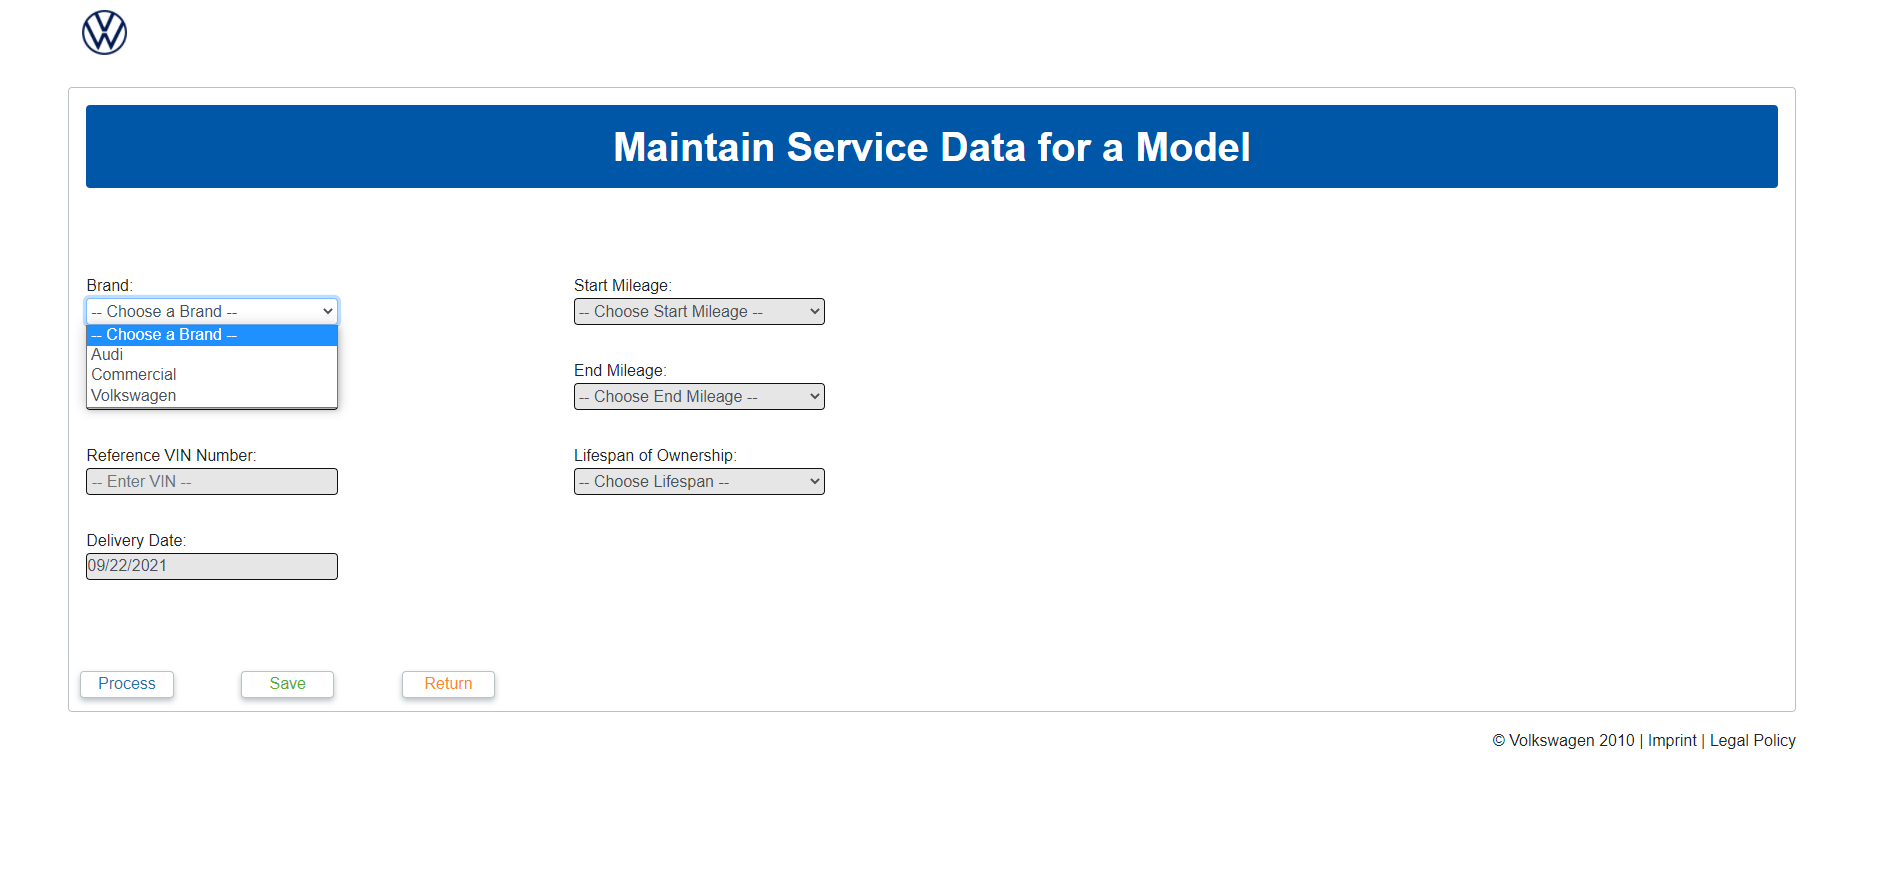 Maintain Service Data for a Model
Brand:
-- Choose a Brand --
-- Choose a Brand --
Audi
Commercial
Volkswagen
Reference VIN Number:
-- Enter VIN --
Delivery Date:
09/22/2021
Start Mileage:
-- Choose Start Mileage --
End Mileage:
-- Choose End Mileage --
Lifespan of Ownership:
-- Choose Lifespan --
Process
Save
Return
© Volkswagen 2010 | Imprint | Legal Policy